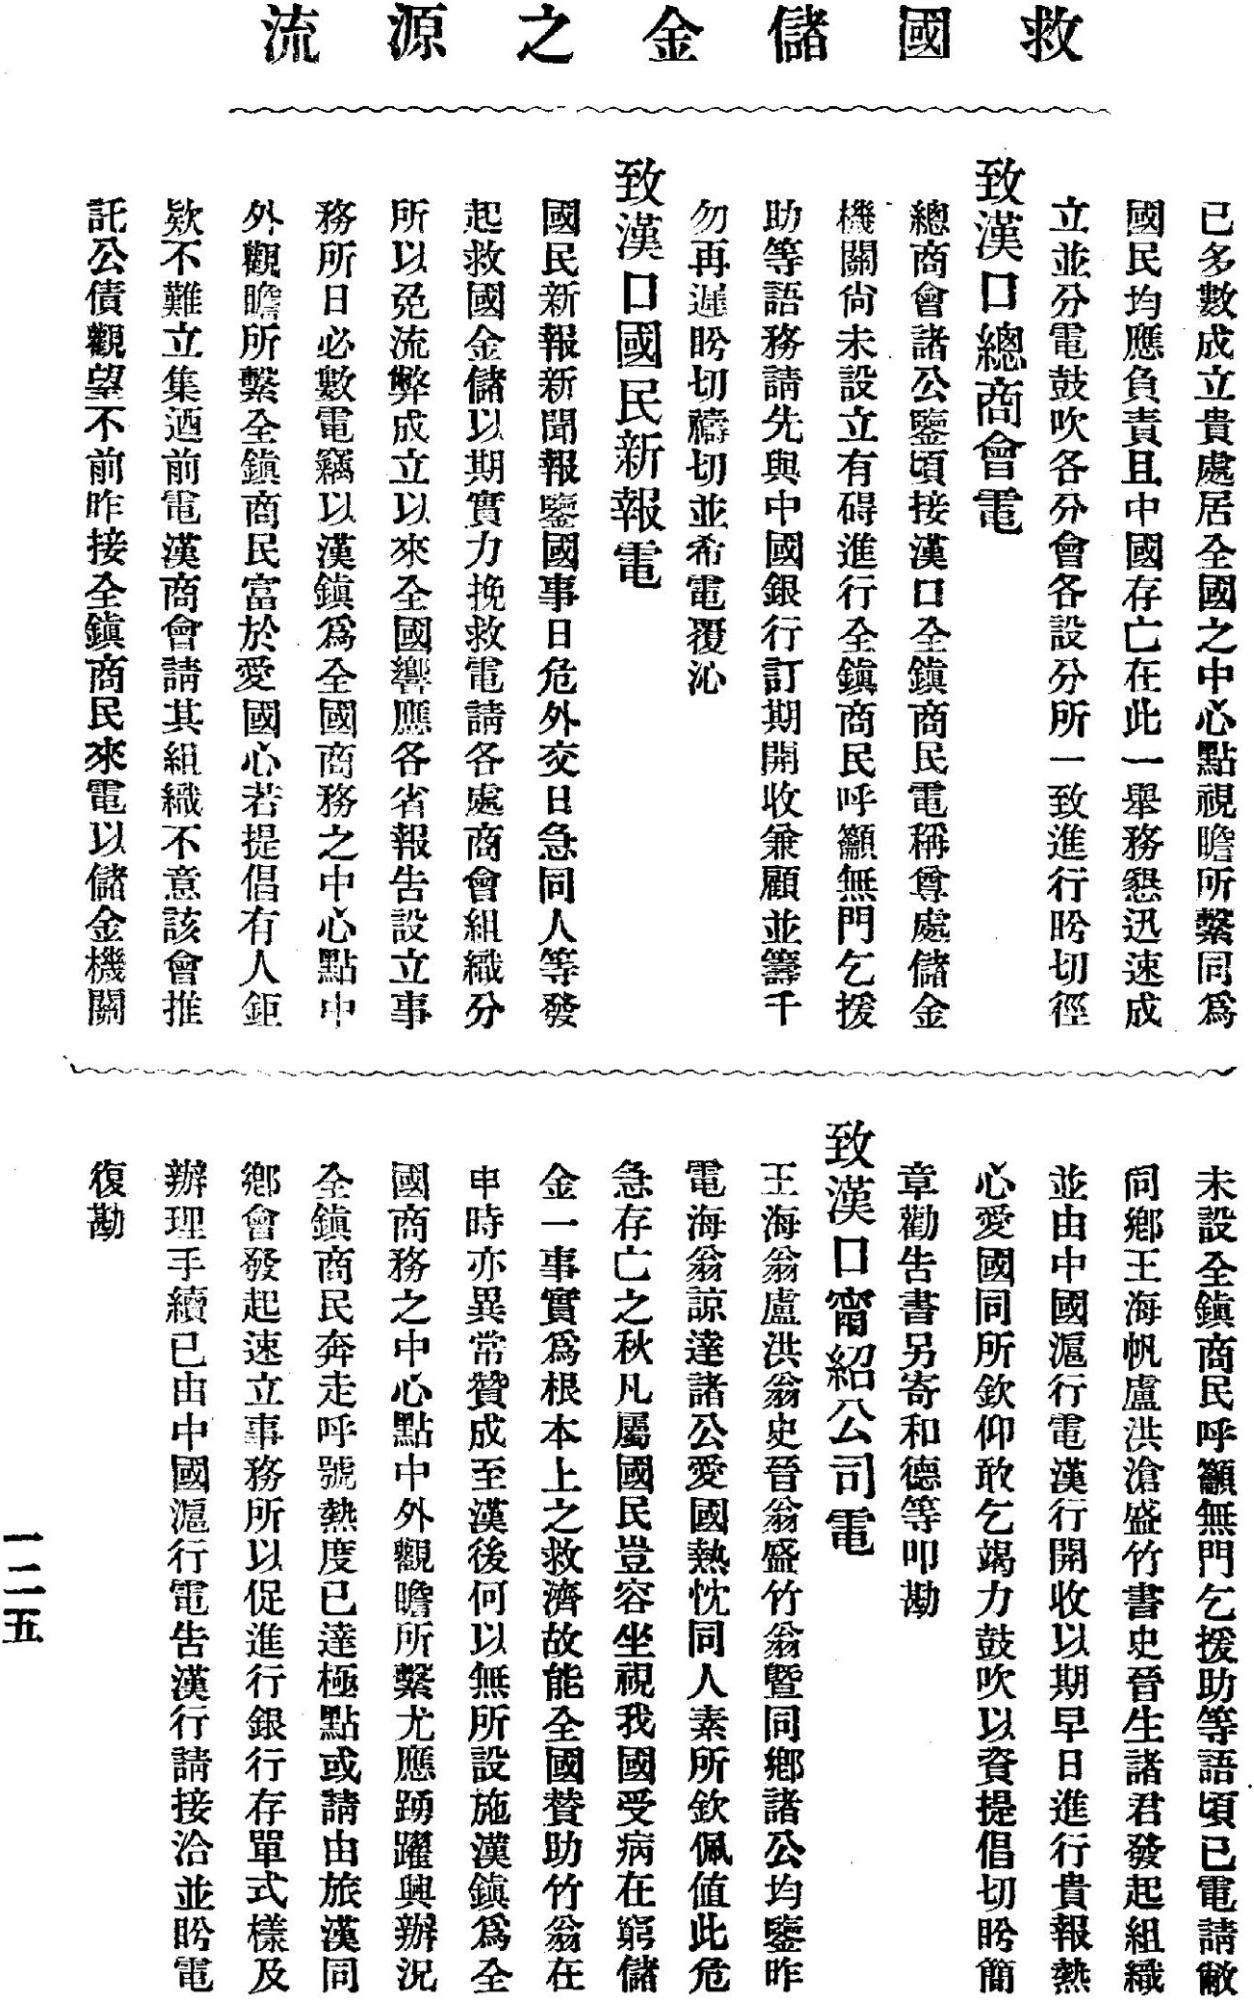 救國儲金之源流
已多數成立貴處居全國之中心點視瞻所繫同爲
國民均應負責且中國存亡在此一舉務懇迅速成
立並分電鼓吹各分會各設分所一致進行盼切徑
致漢口總商會電
總商會諸公鑒頃接漢口全鎮商民電稱尊處儲金
機關尙未設立有碍進行全鎮商民呼籲無門乞援
助等語務請先與中國銀行訂期開收兼顧並籌千
勿再遲盼切禱切並希電覆沁
致漢口國民新報電
國民新報新聞報鑒國事日危外交日急同人等發
起救國金儲以期實力挽救電請各處商會組織分
所以免流弊成立以來全國響應各省報告設立事
務所日必數電竊以漢鎮爲全國商務之中心點中
外觀瞻所繫全鎮商民富於愛國心若提倡有人鉅
欵不難立集迺前電漢商會請其組織不意該會推
託公債觀望不前昨接全鎮商民來電以儲金機關
未設全鎮商民呼籲無門乞援助等語頃已電請敝
同鄉王海帆盧洪滄盛竹書史晉生諸君發起組織
並由中國滬行電漢行開收以期早日進行貴報熱
心愛國同所欽仰敢乞竭力鼓吹以資提倡切盼簡
章勸告書另寄和德等叩勘
致漢口甯紹公司電
王海翁盧洪翁史晉翁盛竹翁暨同鄉諸公均鑒昨
電海翁諒達諸公愛國熱忱同人素所欽佩值此危
急存亡之秋凡屬國民豈容坐視我國受病在窮儲
金一事實爲根本上之救濟故能全國贊助竹翁在
申時亦異常贊成至漢後何以無所設施漢鎮爲全
國商務之中心點中外觀瞻所繫尤應踴躍興辦況
全鎮商民奔走呼號熱度已達極點或請由旅漢同
鄉會發起速立事務所以促進行銀行存單式樣及
辦理手續已由中國滬行電告漢行請接洽並盼電
復勘
一二五